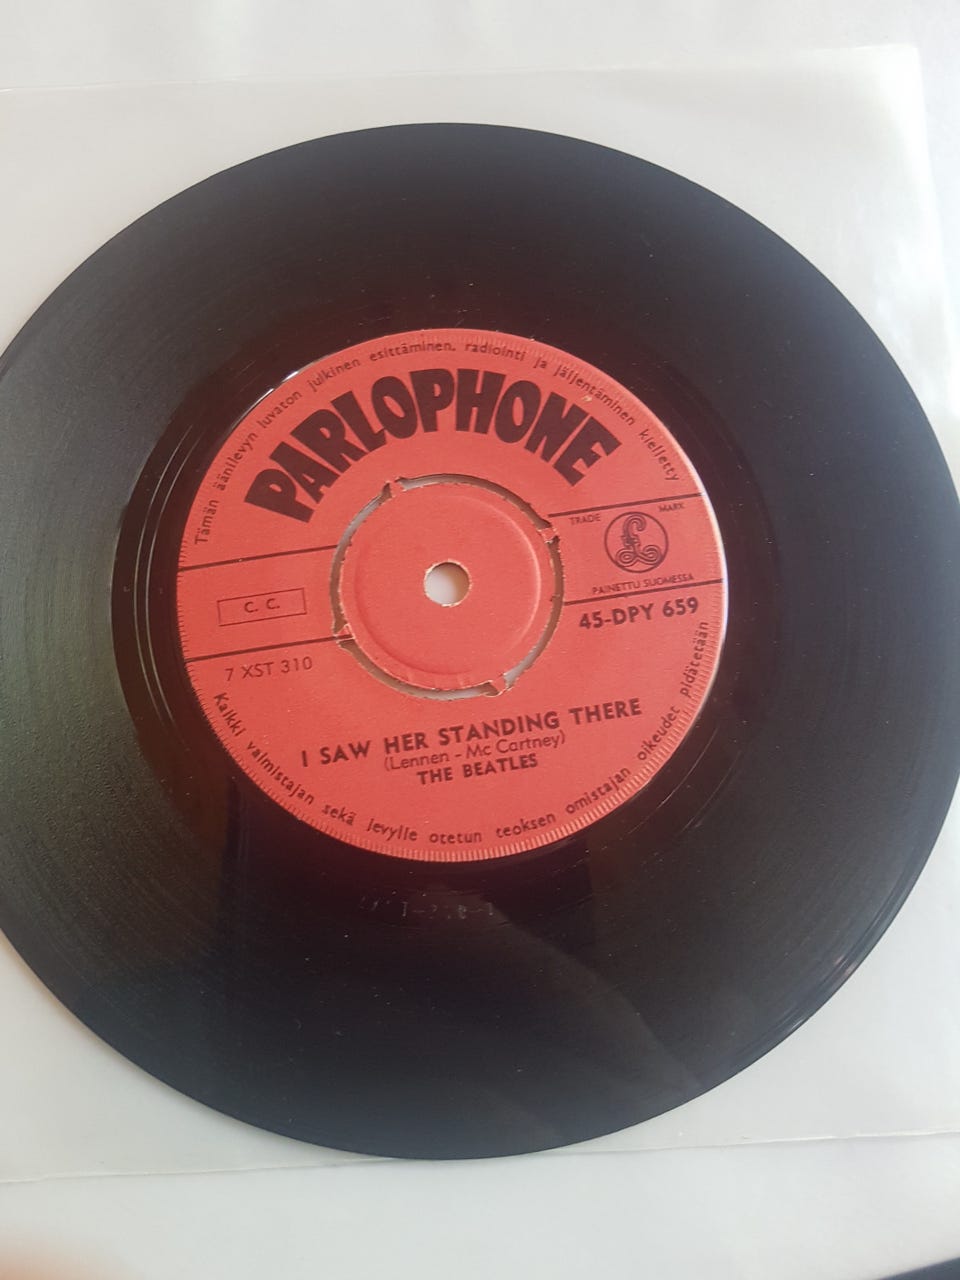 Tämän äänilevyn luvaton julkinen esittäminen, radiointi ja jäljentäminen kielletty
PARLOPHONE
TRADE MARK
£
PAINETTU SUOMESSA
C. C.
45-DPY 659
7 XST 310
I SAW HER STANDING THERE
(Lennen - Mc Cartney)
THE BEATLES
Kaikki valmistajan sekä levylle otetun teoksen omistajan oikeudet pidätetään